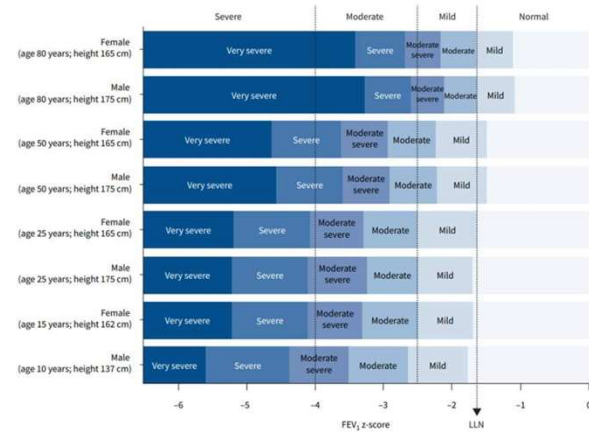 Severe Moderate Mild Normal
Female
(age 80 years; height 165 cm)
Very severe Severe Moderate severe Moderate Mild
Male
(age 80 years; height 175 cm)
Very severe Severe Moderate severe Moderate Mild
Female
(age 50 years; height 165 cm)
Very severe Severe Moderate severe Moderate Mild
Male
(age 50 years; height 175 cm)
Very severe Severe Moderate severe Moderate Mild
Female
(age 25 years; height 165 cm)
Very severe Severe Moderate severe Moderate Mild
Male
(age 25 years; height 175 cm)
Very severe Severe Moderate severe Moderate Mild
Female
(age 15 years; height 162 cm)
Very severe Severe Moderate severe Moderate Mild
Male
(age 10 years; height 137 cm)
Very severe Severe Moderate severe Moderate Mild
–6 –5 –4 –3 –2 –1 0
FEV₁ z-score LLN